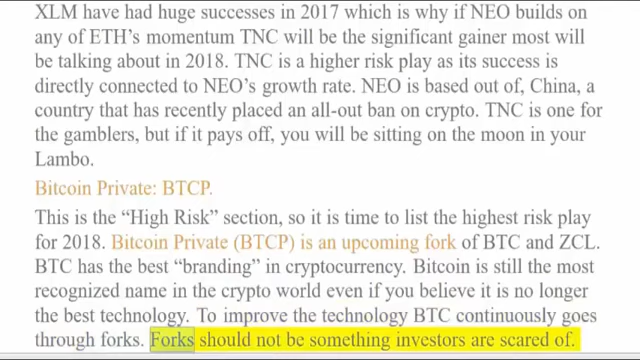 XLM have had huge successes in 2017 which is why if NEO builds on
any of ETH's momentum TNC will be the significant gainer most will
be talking about in 2018. TNC is a higher risk play as its success is
directly connected to NEO's growth rate. NEO is based out of, China, a
country that has recently placed an all-out ban on crypto. TNC is one for
the gamblers, but if it pays off, you will be sitting on the moon in your
Lambo.
Bitcoin Private: BTCP.
This is the “High Risk” section, so it is time to list the highest risk play
for 2018. Bitcoin Private (BTCP) is an upcoming fork of BTC and ZCL.
BTC has the best “branding” in cryptocurrency. Bitcoin is still the most
recognized name in the crypto world even if you believe it is no longer
the best technology. To improve the technology BTC continuously goes
through forks. Forks should not be something investors are scared of.